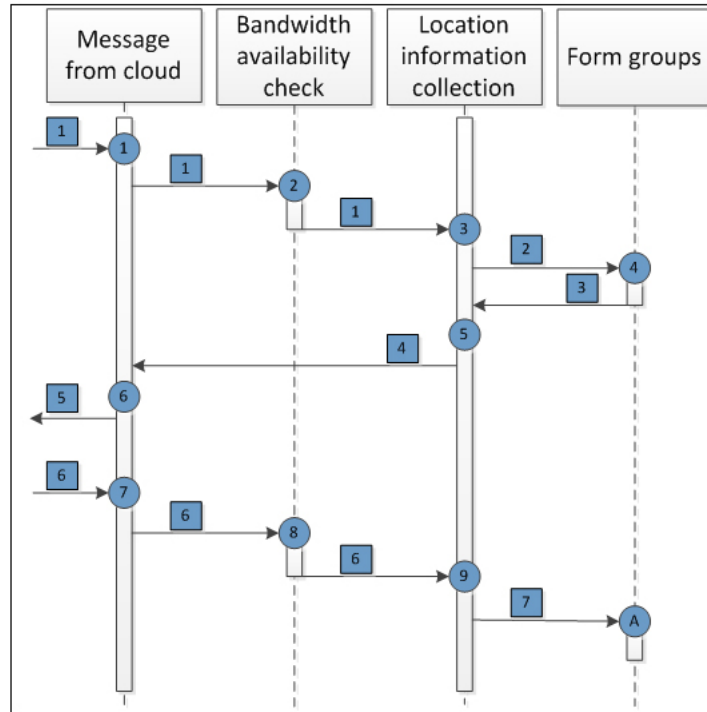 Message
from cloud
Bandwidth
availability
check
Location
information
collection
Form groups
1
1
1
2
1
3
2
4
3
5
4
5
6
6
7
6
8
6
9
7
A